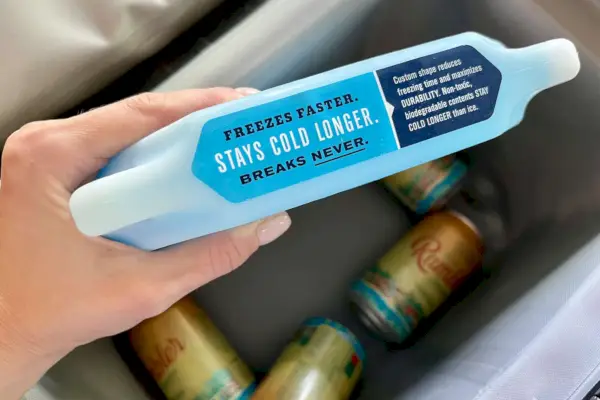 FREEZES FASTER.
STAYS COLD LONGER.
BREAKS NEVER.
Custom shape reduces
freezing time and maximizes
DURABILITY. Non-toxic,
biodegradable contents STAY
COLD LONGER than ice.